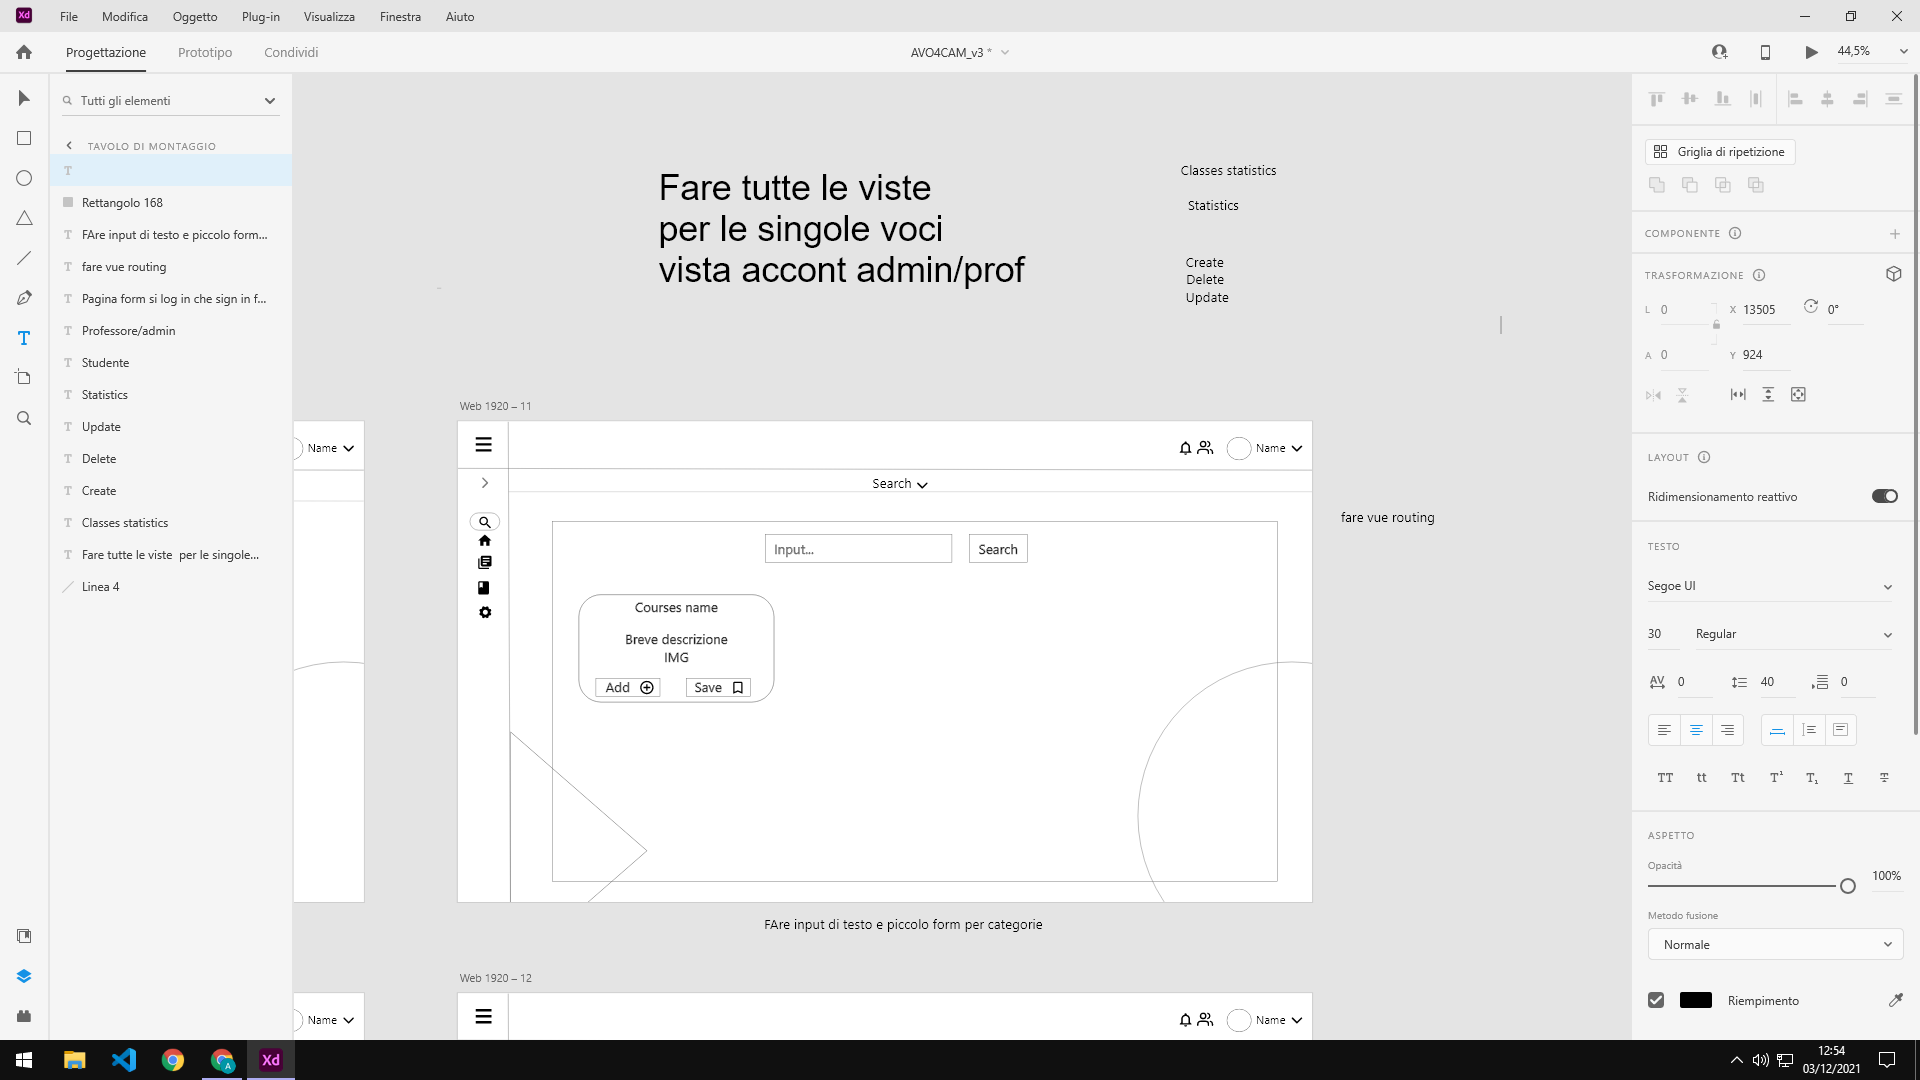 Xd
File
Modifica
Oggetto
Plug-in
Visualizza
Finestra
Aiuto
Progettazione
Prototipo
Condividi
AVO4CAM_v3 *
44,5%
Tutti gli elementi
TAVOLO DI MONTAGGIO
Rettangolo 168
FAre input di testo e piccolo form...
fare vue routing
Pagina form si log in che sign in f...
Professore/admin
Studente
Statistics
Update
Delete
Create
Classes statistics
Fare tutte le viste  per le singole...
Linea 4
Fare tutte le viste
per le singole voci
vista accont admin/prof
Classes statistics
Statistics
Create
Delete
Update
Web 1920 – 11
Name
Name
Search
Input...
Search
Courses name
Breve descrizione
IMG
Add
Save
fare vue routing
FAre input di testo e piccolo form per categorie
Web 1920 – 12
Name
Name
Griglia di ripetizione
COMPONENTE
TRASFORMAZIONE
L 0
X 13505
0°
A 0
Y 924
LAYOUT
Ridimensionamento reattivo
TESTO
Segoe UI
30
Regular
AV 0
40
0
TT
tt
Tt
T¹
T₁
T
T
ASPETTO
Opacità
100%
Metodo fusione
Normale
Riempimento
A
Xd
12:54
03/12/2021